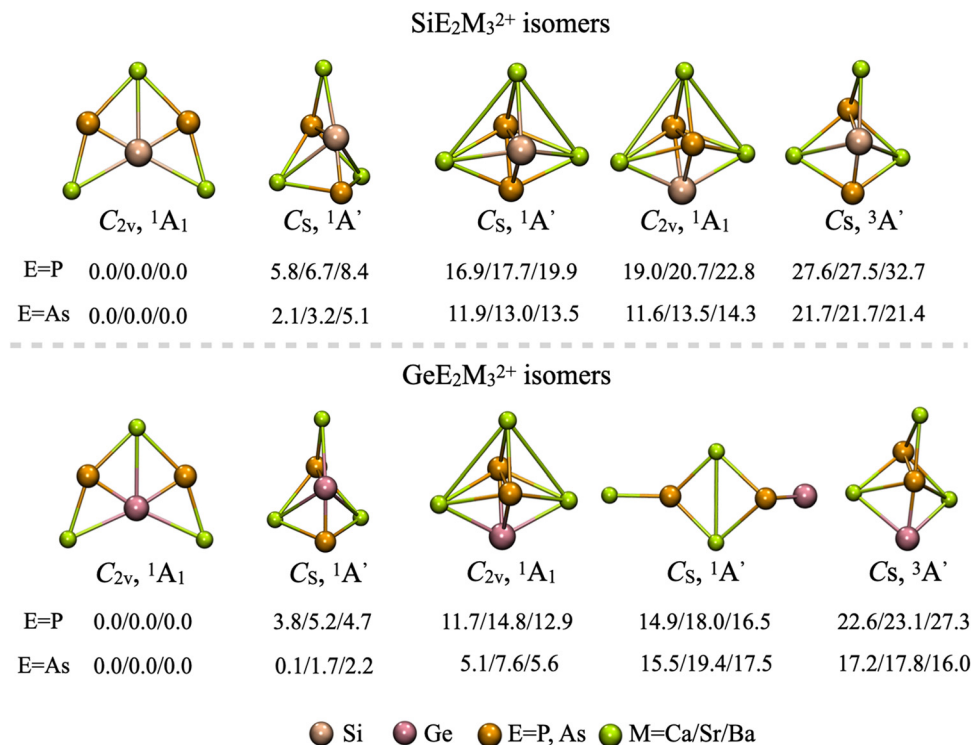 SiE₂M₃²⁺ isomers
C₂ᵥ, ¹A₁ Cₛ, ¹A’ Cₛ, ¹A’ C₂ᵥ, ¹A₁ Cs, ³A’
E=P 0.0/0.0/0.0 5.8/6.7/8.4 16.9/17.7/19.9 19.0/20.7/22.8 27.6/27.5/32.7
E=As 0.0/0.0/0.0 2.1/3.2/5.1 11.9/13.0/13.5 11.6/13.5/14.3 21.7/21.7/21.4
GeE₂M₃²⁺ isomers
C₂ᵥ, ¹A₁ Cₛ, ¹A’ C₂ᵥ, ¹A₁ Cₛ, ¹A’ Cs, ³A’
E=P 0.0/0.0/0.0 3.8/5.2/4.7 11.7/14.8/12.9 14.9/18.0/16.5 22.6/23.1/27.3
E=As 0.0/0.0/0.0 0.1/1.7/2.2 5.1/7.6/5.6 15.5/19.4/17.5 17.2/17.8/16.0
Si Ge E=P, As M=Ca/Sr/Ba